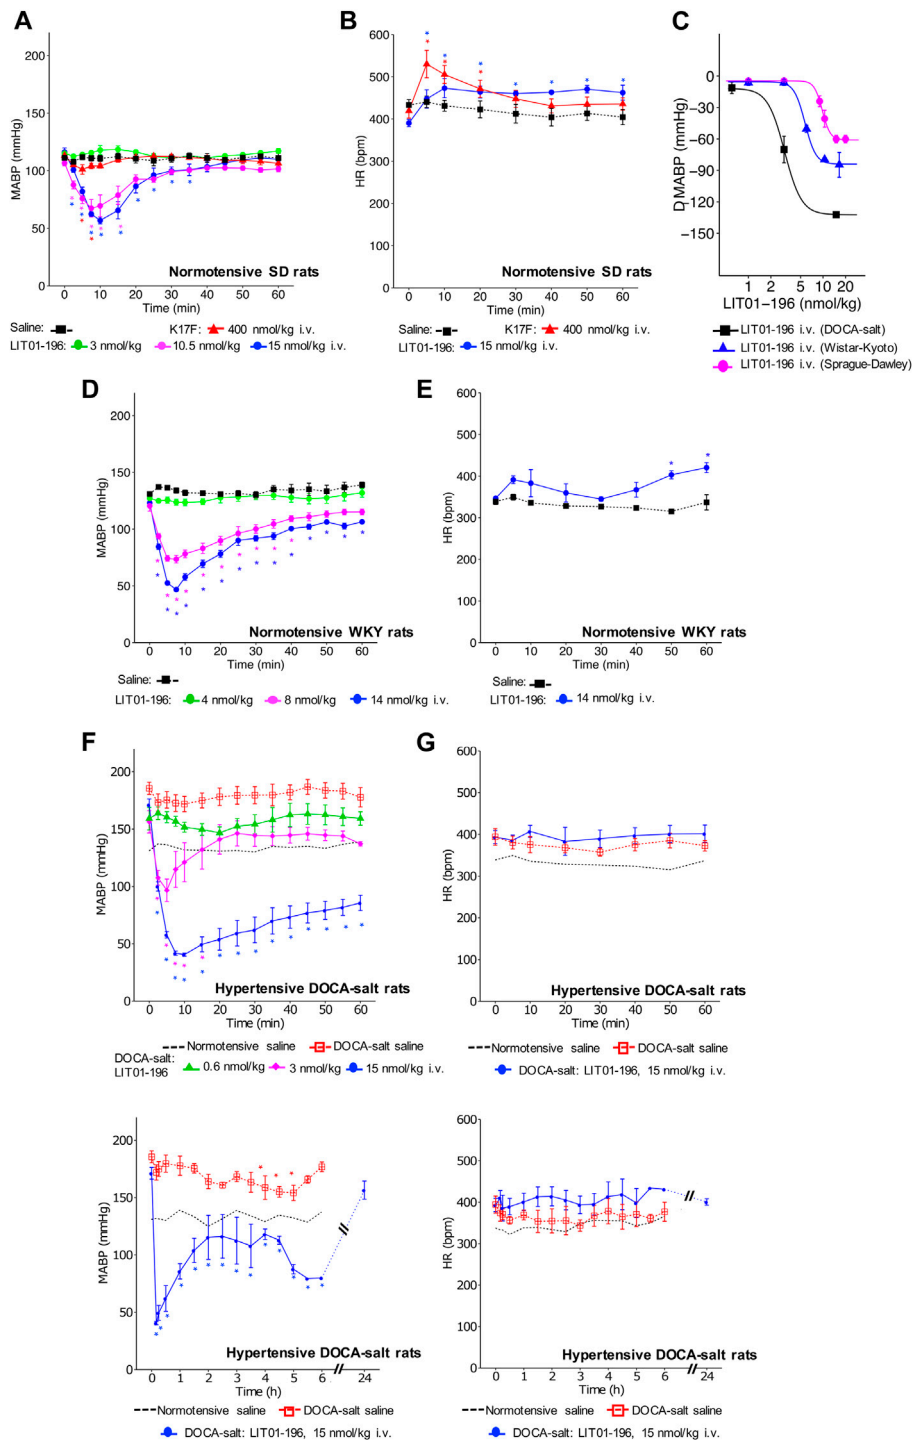 A
200
150
100
50
0
MABP (mmHg)
Normotensive SD rats
0 10 20 30 40 50 60
Time (min)
Saline: K17F: 400 nmol/kg i.v.
LIT01-196: 3 nmol/kg 10.5 nmol/kg 15 nmol/kg i.v.
B
600
500
400
300
200
0
HR (bpm)
Normotensive SD rats
0 10 20 30 40 50 60
Time (min)
Saline: K17F: 400 nmol/kg i.v.
LIT01-196: 15 nmol/kg i.v.
C
0
−30
−60
−90
−120
−150
D MABP (mmHg)
1 2 5 10 20
LIT01−196 (nmol/kg)
LIT01-196 i.v. (DOCA-salt)
LIT01-196 i.v. (Wistar-Kyoto)
LIT01-196 i.v. (Sprague-Dawley)
D
200
150
100
50
0
MABP (mmHg)
Normotensive WKY rats
0 10 20 30 40 50 60
Time (min)
Saline:
LIT01-196: 4 nmol/kg 8 nmol/kg 14 nmol/kg i.v.
E
600
500
400
300
200
0
HR (bpm)
Normotensive WKY rats
0 10 20 30 40 50 60
Time (min)
Saline:
LIT01-196: 14 nmol/kg i.v.
F
200
150
100
50
0
MABP (mmHg)
Hypertensive DOCA-salt rats
0 10 20 30 40 50 60
Time (min)
Normotensive saline DOCA-salt saline
DOCA-salt:
LIT01-196 0.6 nmol/kg 3 nmol/kg 15 nmol/kg i.v.
G
600
500
400
300
200
0
HR (bpm)
Hypertensive DOCA-salt rats
0 10 20 30 40 50 60
Time (min)
Normotensive saline DOCA-salt saline
DOCA-salt: LIT01-196, 15 nmol/kg i.v.
200
150
100
50
0
MABP (mmHg)
Hypertensive DOCA-salt rats
0 1 2 3 4 5 6 // 24
Time (h)
Normotensive saline DOCA-salt saline
DOCA-salt: LIT01-196, 15 nmol/kg i.v.
600
500
400
300
200
0
HR (bpm)
Hypertensive DOCA-salt rats
0 1 2 3 4 5 6 // 24
Time (h)
Normotensive saline DOCA-salt saline
DOCA-salt: LIT01-196, 15 nmol/kg i.v.